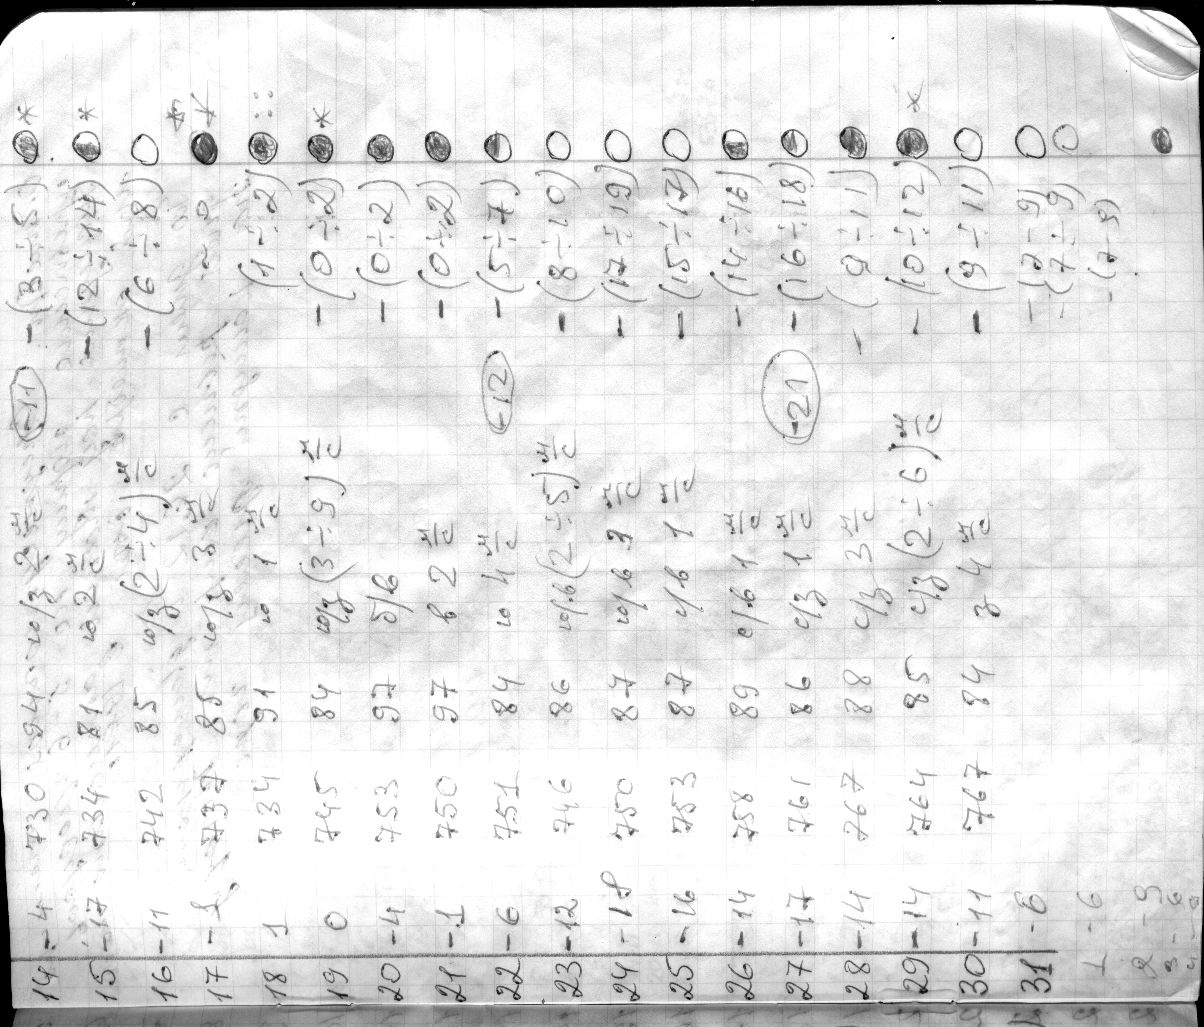 14 -4 730 94 ю/з 2 м/с (-11) -(3÷5) *
15 -17 734 81 ю 2 м/с -(12÷14) *
16 -11 742 85 ю/з (2÷4) м/с -(6÷8)
17 737 85 ю/з 3 м/с ~0
18 1 734 91 ю 1 м/с (1÷2)
19 0 745 84 ю/з (3÷9) м/с -(0÷2) *
20 -4 753 97 б/в -(0÷2)
21 -1 750 97 в 2 м/с -(0÷2)
22 -6 751 84 ю 4 м/с (-12) -(5÷7)
23 -12 746 86 ю/в (2÷5) м/с -(8÷10)
24 -18 750 87 ю/в м/с -(17÷19)
25 -16 753 87 с/в 1 м/с -(15÷17)
26 -14 758 89 с/в 1 м/с -(14÷16)
27 -17 761 86 с/з 1 м/с (-21) -(16÷18)
28 -14 767 88 с/з 3 м/с -(9÷11)
29 -14 764 85 с/з (2÷6) м/с -(10÷12) *
30 -11 767 84 з 4 м/с -(9÷11)
31 -6 -(7÷9)
1 -6 -(7÷9)
2 -(7÷9)
3 -6